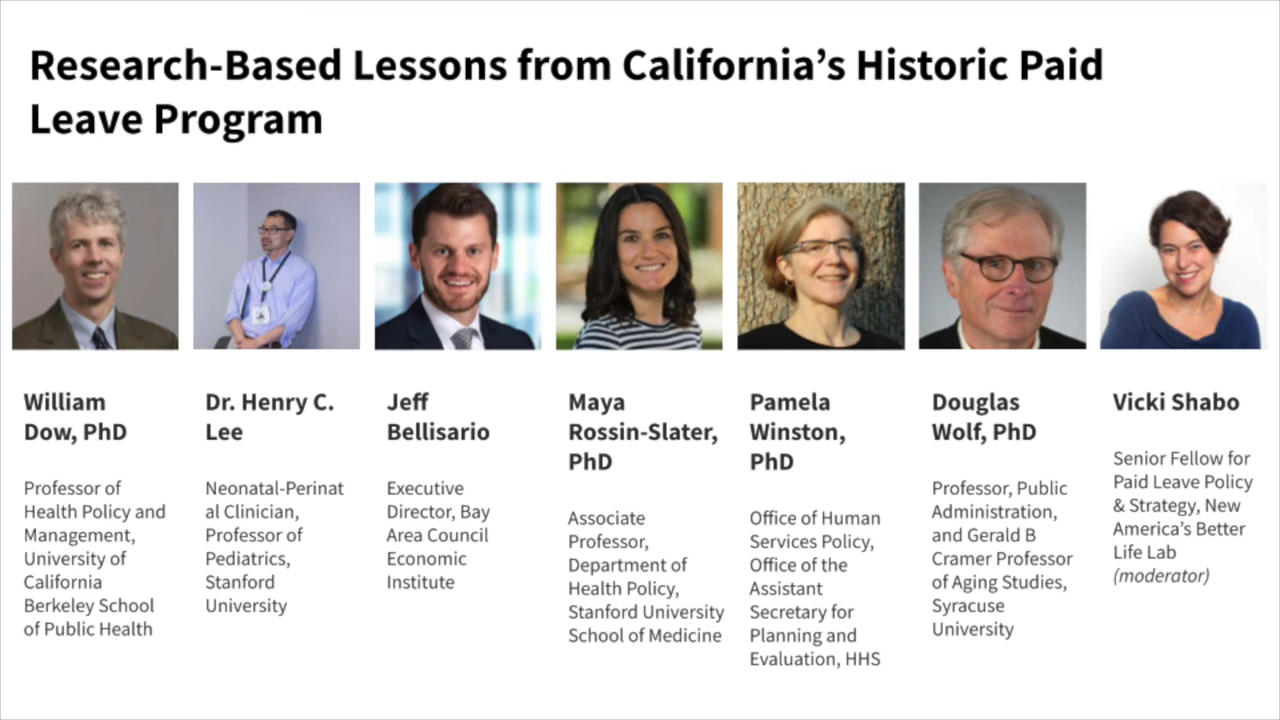 Research-Based Lessons from California’s Historic Paid
Leave Program
William
Dow, PhD
Professor of
Health Policy and
Management,
University of
California
Berkeley School
of Public Health
Dr. Henry C.
Lee
Neonatal-Perinat
al Clinician,
Professor of
Pediatrics,
Stanford
University
Jeff
Bellisario
Executive
Director, Bay
Area Council
Economic
Institute
Maya
Rossin-Slater,
PhD
Associate
Professor,
Department of
Health Policy,
Stanford University
School of Medicine
Pamela
Winston,
PhD
Office of Human
Services Policy,
Office of the
Assistant
Secretary for
Planning and
Evaluation, HHS
Douglas
Wolf, PhD
Professor, Public
Administration,
and Gerald B
Cramer Professor
of Aging Studies,
Syracuse
University
Vicki Shabo
Senior Fellow for
Paid Leave Policy
& Strategy, New
America’s Better
Life Lab
(moderator)